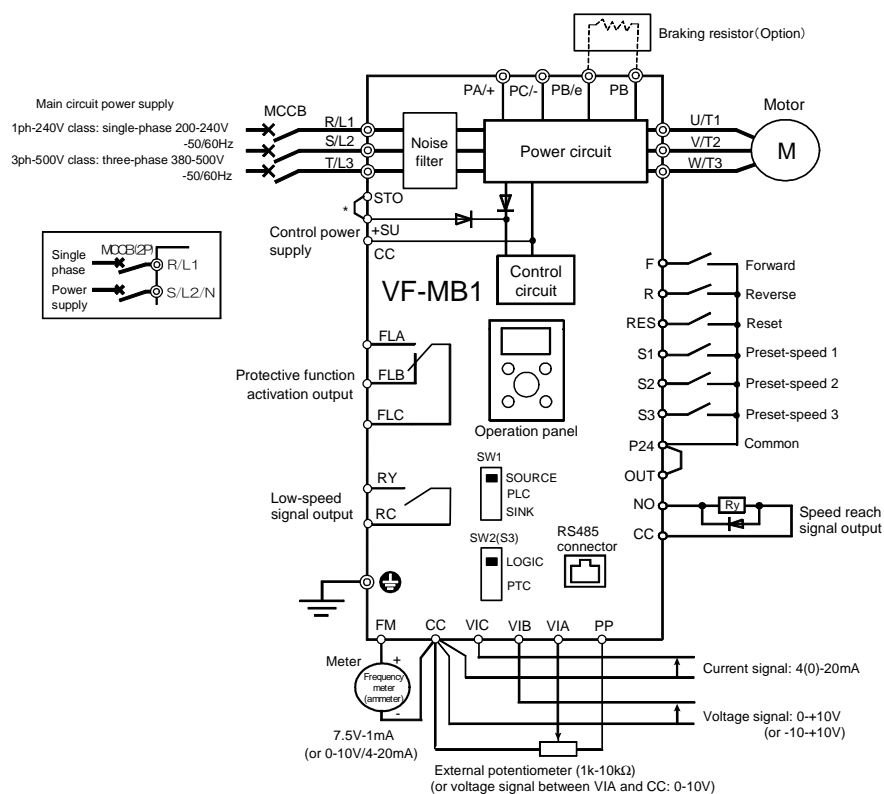 Braking resistor(Option)
PA/+ PC/- PB/e PB
Main circuit power supply
MCCB
Motor
1ph-240V class: single-phase 200-240V
-50/60Hz
3ph-500V class: three-phase 380-500V
-50/60Hz
R/L1
S/L2
T/L3
Noise
filter
Power circuit
U/T1
V/T2
W/T3
M
STO
*
+SU
CC
Control power
supply
Control
circuit
VF-MB1
MCCB(2P)
Single
phase
R/L1
Power
supply
S/L2/N
F Forward
R Reverse
RES Reset
S1 Preset-speed 1
S2 Preset-speed 2
S3 Preset-speed 3
P24 Common
OUT
FLA
FLB
FLC
Protective function
activation output
Operation panel
SW1
SOURCE
PLC
SINK
RY
RC
Low-speed
signal output
NO
Ry
CC
Speed reach
signal output
SW2(S3)
LOGIC
PTC
RS485
connector
FM CC VIC VIB VIA PP
Meter
+
Frequency
meter
(ammeter)
-
7.5V-1mA
(or 0-10V/4-20mA)
Current signal: 4(0)-20mA
Voltage signal: 0-+10V
(or -10-+10V)
External potentiometer (1k-10kΩ)
(or voltage signal between VIA and CC: 0-10V)